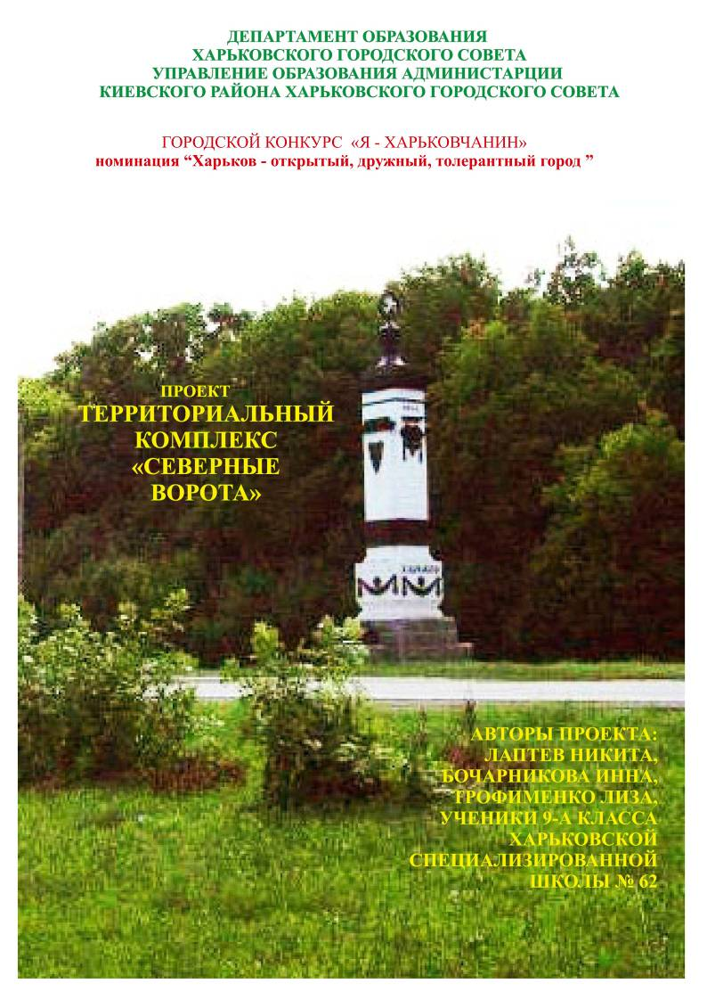 ДЕПАРТАМЕНТ ОБРАЗОВАНИЯ
ХАРЬКОВСКОГО ГОРОДСКОГО СОВЕТА
УПРАВЛЕНИЕ ОБРАЗОВАНИЯ АДМИНИСТАРЦИИ
КИЕВСКОГО РАЙОНА ХАРЬКОВСКОГО ГОРОДСКОГО СОВЕТА
ГОРОДСКОЙ КОНКУРС «Я - ХАРЬКОВЧАНИН»
номинация “Харьков - открытый, дружный, толерантный город ”
ПРОЕКТ
ТЕРРИТОРИАЛЬНЫЙ
КОМПЛЕКС
«СЕВЕРНЫЕ
ВОРОТА»
АВТОРЫ ПРОЕКТА:
ЛАПТЕВ НИКИТА,
БОЧАРНИКОВА ИННА,
ТРОФИМЕНКО ЛИЗА,
УЧЕНИКИ 9-А КЛАССА
ХАРЬКОВСКОЙ
СПЕЦИАЛИЗИРОВАННОЙ
ШКОЛЫ № 62